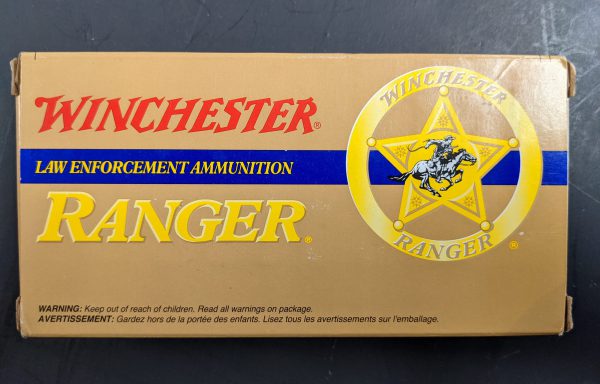 WINCHESTER®
LAW ENFORCEMENT AMMUNITION
RANGER®
WINCHESTER
RANGER®
WARNING: Keep out of reach of children. Read all warnings on package.
AVERTISSEMENT: Gardez hors de la portée des enfants. Lisez tous les avertissements sur l'emballage.